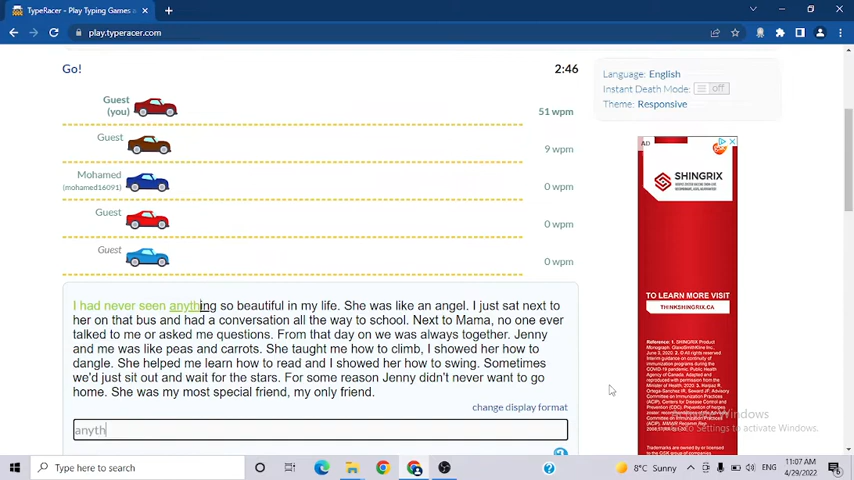 TypeRacer - Play Typing Games a
play.typeracer.com
Go!
2:46
Guest
(you)
51 wpm
Guest
9 wpm
Mohamed
(mohamed16091)
0 wpm
Guest
0 wpm
Guest
0 wpm
I had never seen anything so beautiful in my life. She was like an angel. I just sat next to
her on that bus and had a conversation all the way to school. Next to Mama, no one ever
talked to me or asked me questions. From that day on we was always together. Jenny
and me was like peas and carrots. She taught me how to climb, I showed her how to
dangle. She helped me learn how to read and I showed her how to swing. Sometimes
we'd just sit out and wait for the stars. For some reason Jenny didn't never want to go
home. She was my most special friend, my only friend.
change display format
anyth
Language: English
Instant Death Mode: off
Theme: Responsive
AD
SHINGRIX
TO LEARN MORE VISIT
THINKSHINGRIX.CA
Activate Windows
Go to Settings to activate Windows.
Type here to search
8°C Sunny
ENG
11:07 AM
4/29/2022